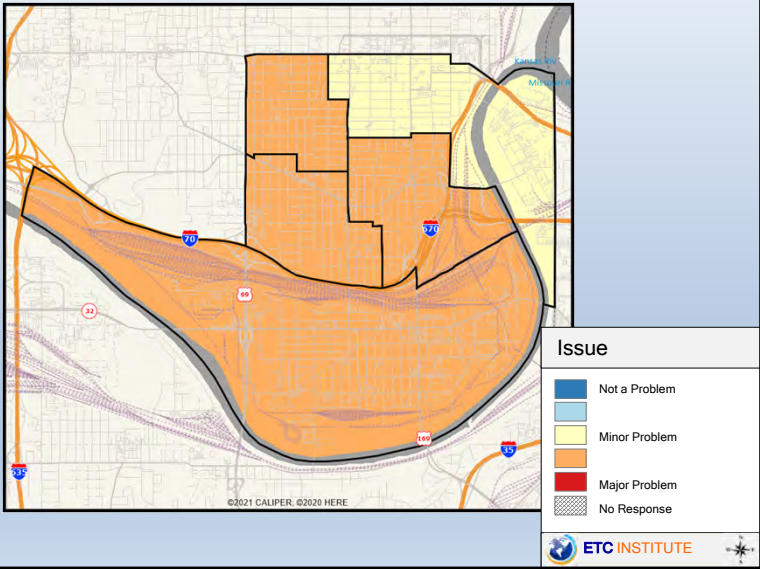 Kansas
Missouri R
70
670
69
32
169
35
635
©2021 CALIPER, ©2020 HERE
Issue
Not a Problem
Minor Problem
Major Problem
No Response
ETC INSTITUTE